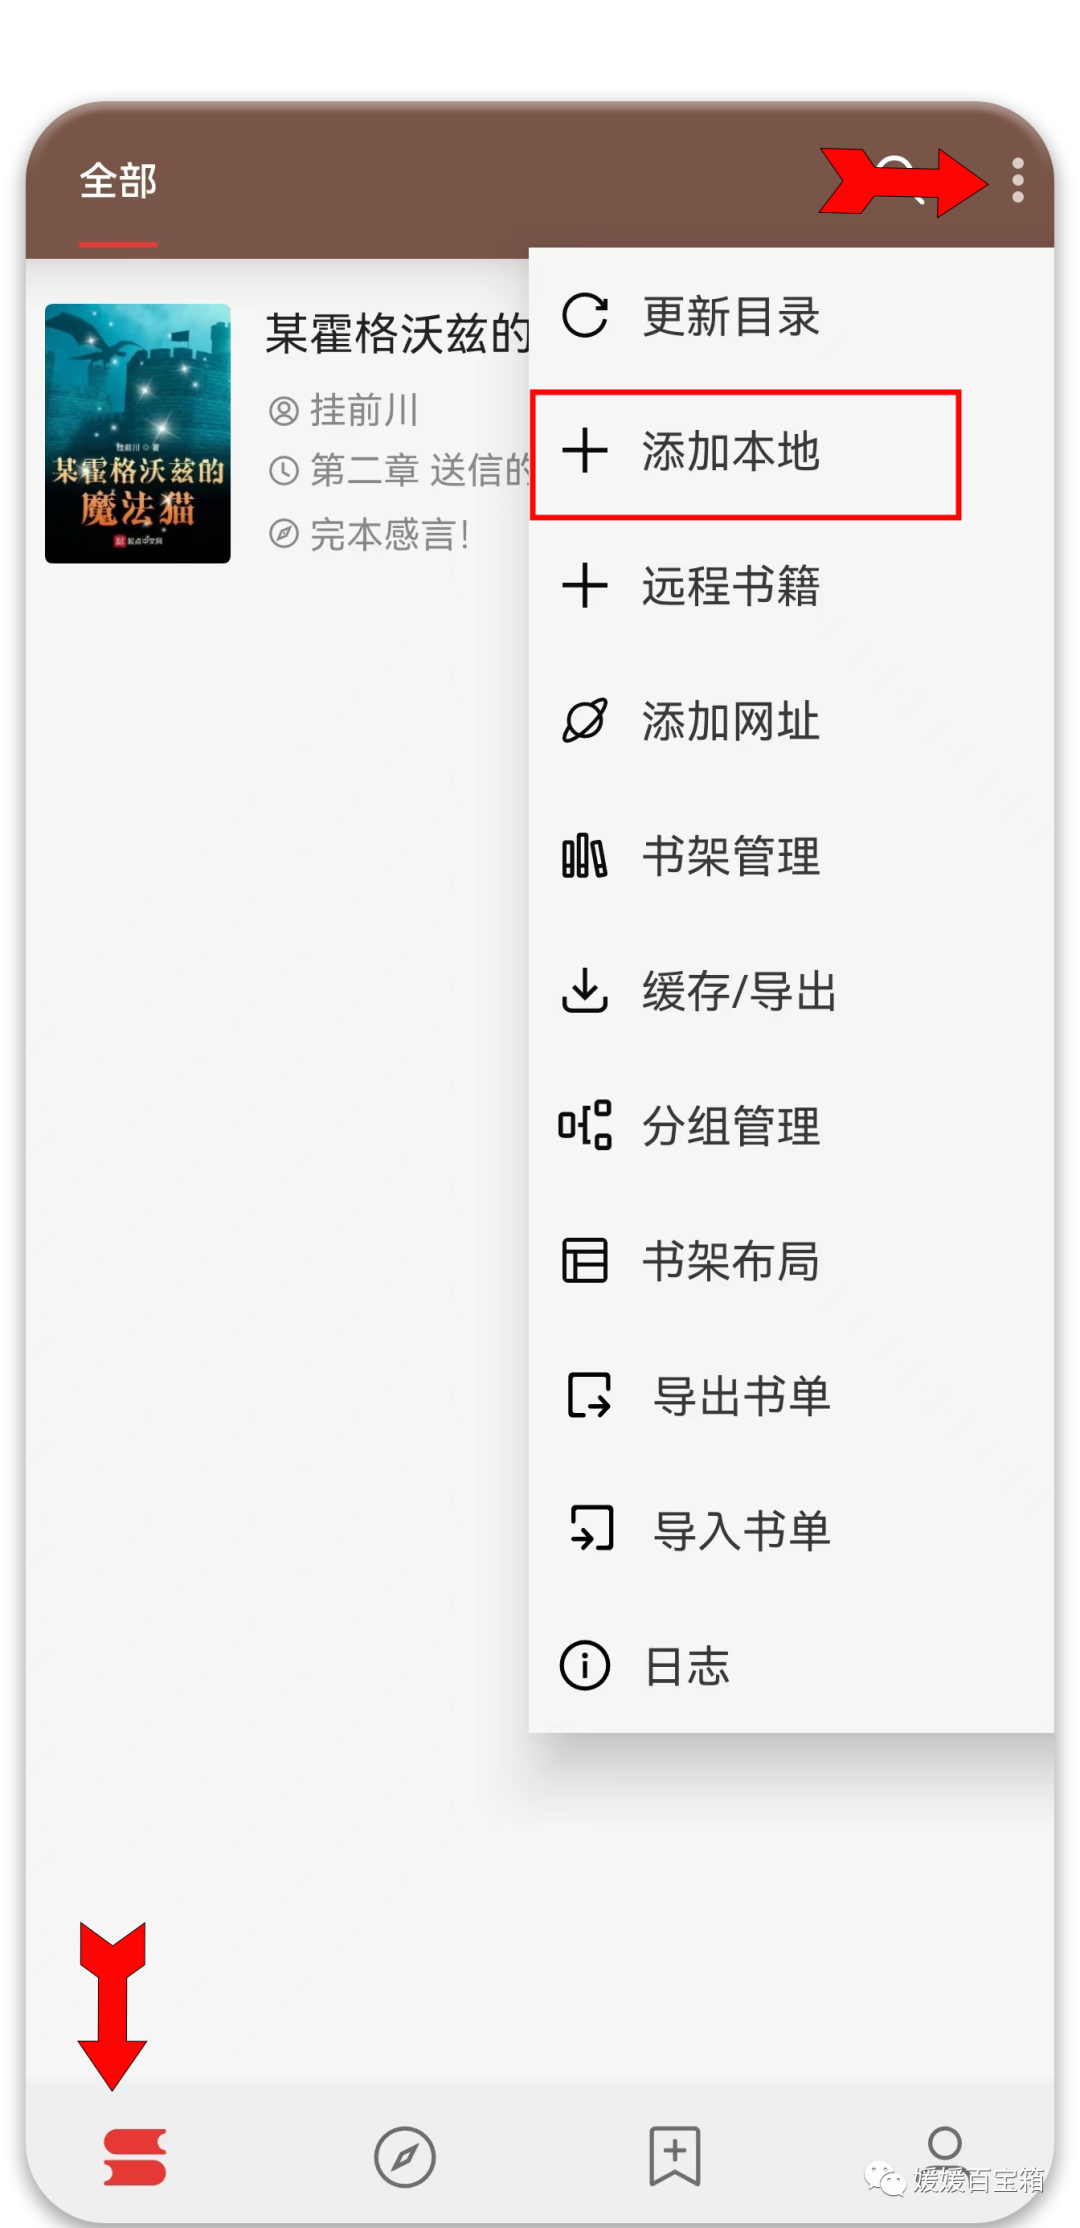 全部
某霍格沃兹的
挂前川
第二章 送信的
完本感言!
挂前川 ◎ 著
某霍格沃兹的
魔法猫
起点中文网
更新目录
添加本地
远程书籍
添加网址
书架管理
缓存/导出
分组管理
书架布局
导出书单
导入书单
日志
媛媛百宝箱